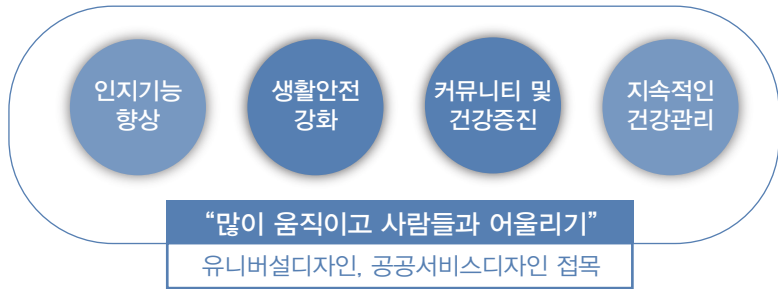 인지기능
향상
생활안전
강화
커뮤니티 및
건강증진
지속적인
건강관리
“많이 움직이고 사람들과 어울리기”
유니버설디자인, 공공서비스디자인 접목